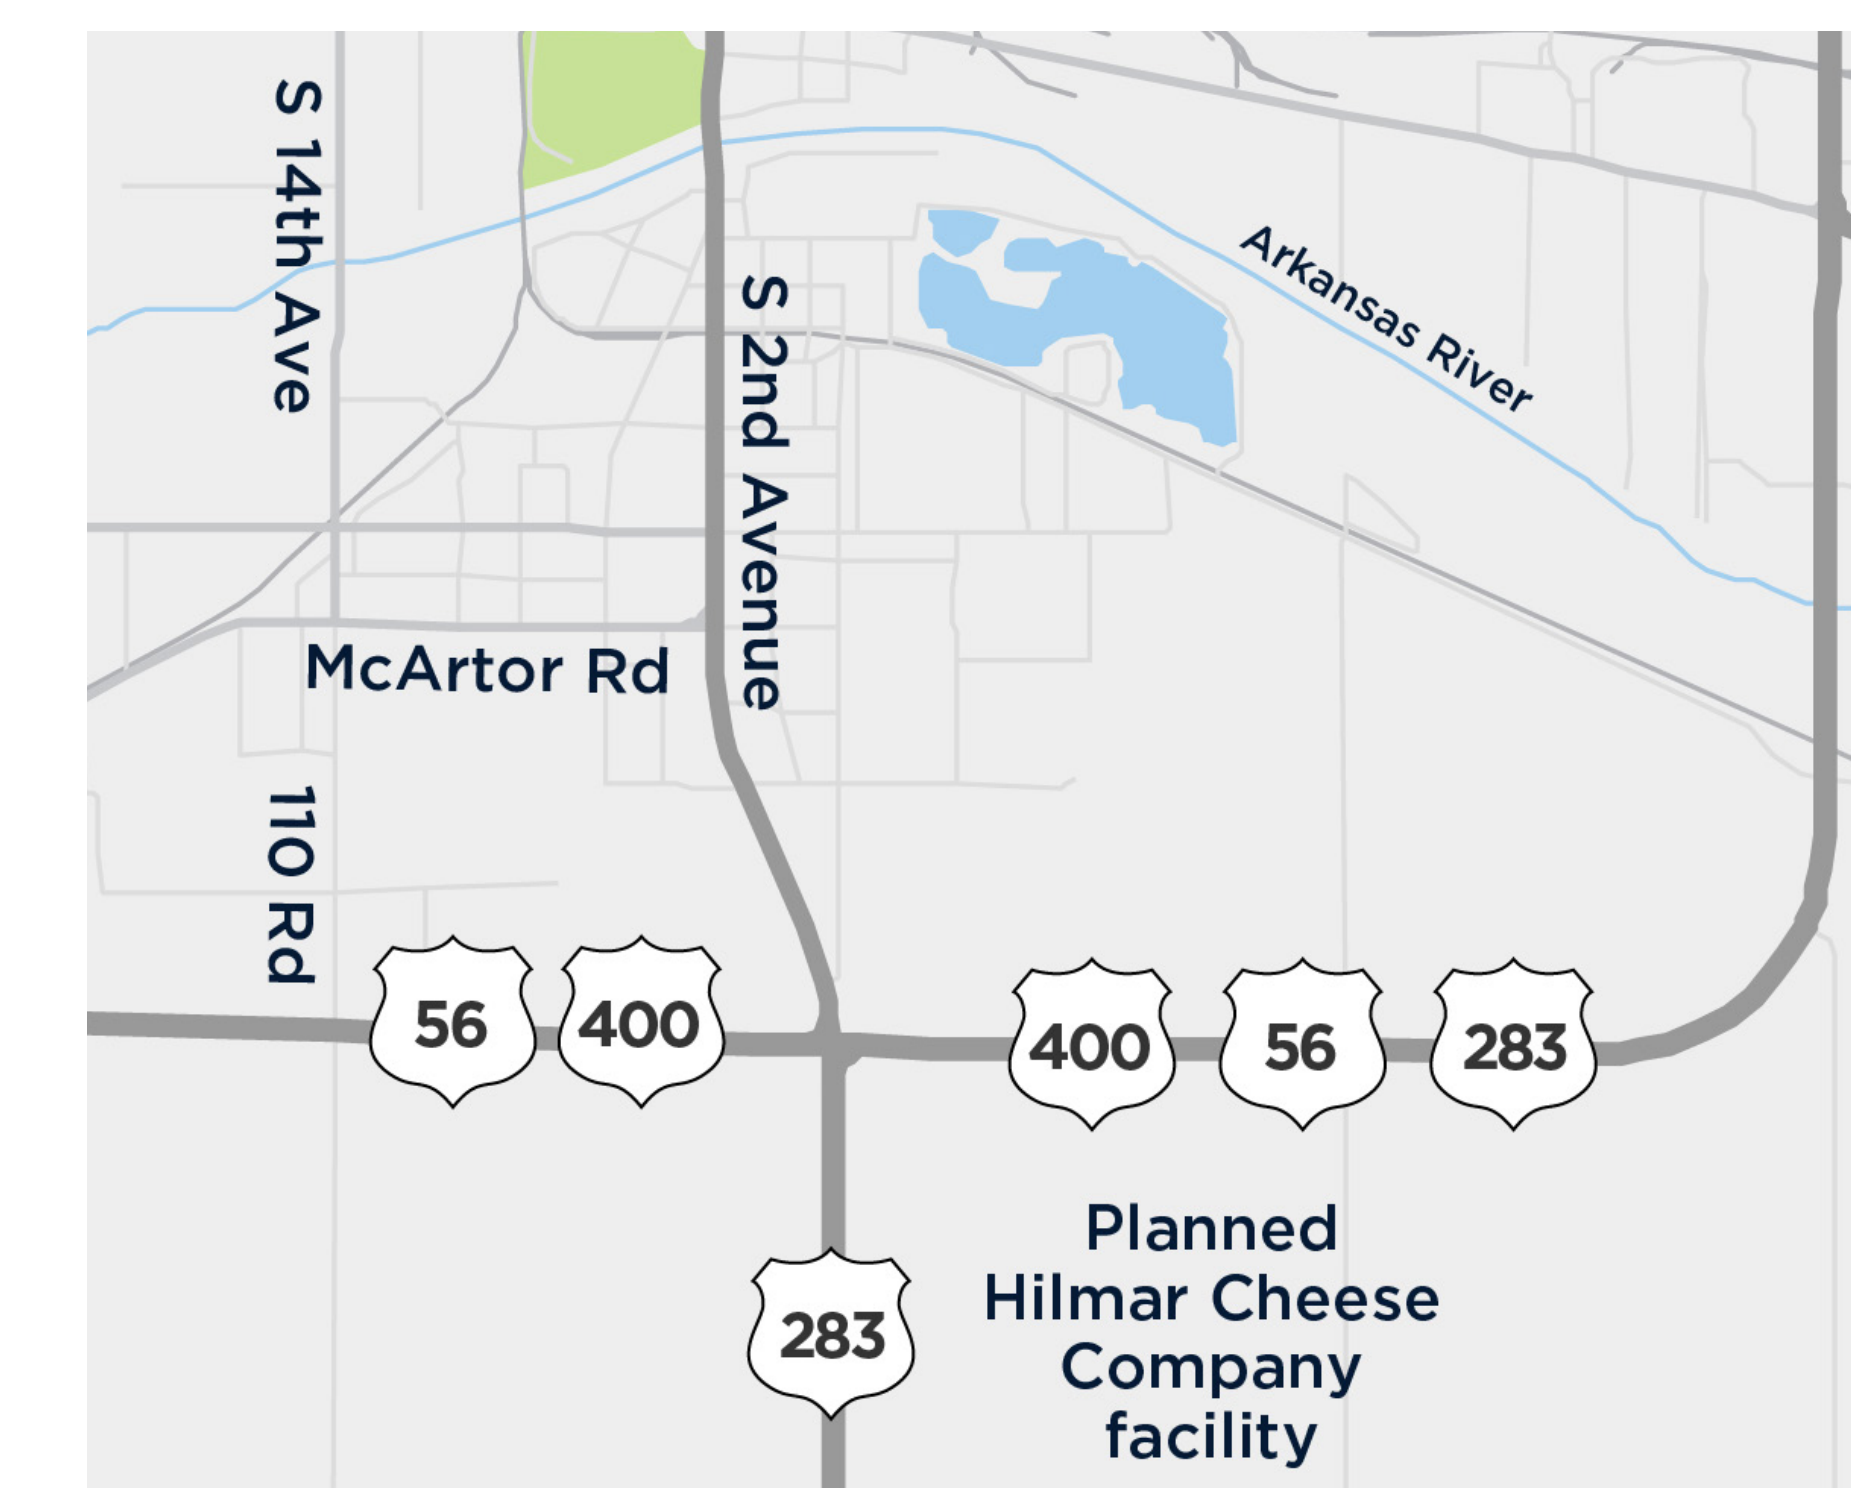 S 14th Ave
S 2nd Avenue
Arkansas River
McArtor Rd
110 Rd
56
400
400
56
283
283
Planned
Hilmar Cheese
Company
facility